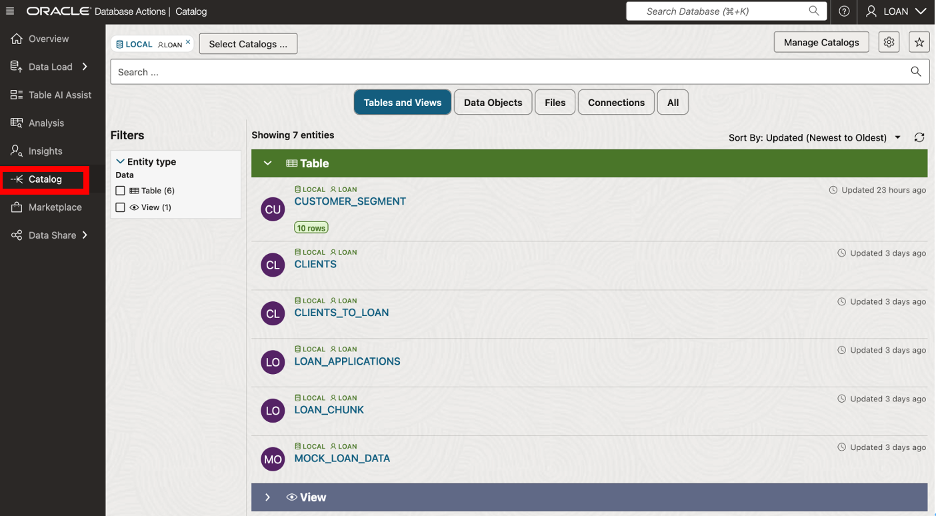 ORACLE Database Actions | Catalog
Search Database (⌘+K)
LOAN
Overview
Data Load
Table AI Assist
Analysis
Insights
Catalog
Marketplace
Data Share
LOCAL LOAN ×
Select Catalogs ...
Manage Catalogs
Search ...
Tables and Views
Data Objects
Files
Connections
All
Filters
Entity type
Data
Table (6)
View (1)
Showing 7 entities
Sort By: Updated (Newest to Oldest)
Table
CU
LOCAL LOAN
CUSTOMER_SEGMENT
10 rows
Updated 23 hours ago
CL
LOCAL LOAN
CLIENTS
Updated 3 days ago
CL
LOCAL LOAN
CLIENTS_TO_LOAN
Updated 3 days ago
LO
LOCAL LOAN
LOAN_APPLICATIONS
Updated 3 days ago
LO
LOCAL LOAN
LOAN_CHUNK
Updated 3 days ago
MO
LOCAL LOAN
MOCK_LOAN_DATA
Updated 3 days ago
View